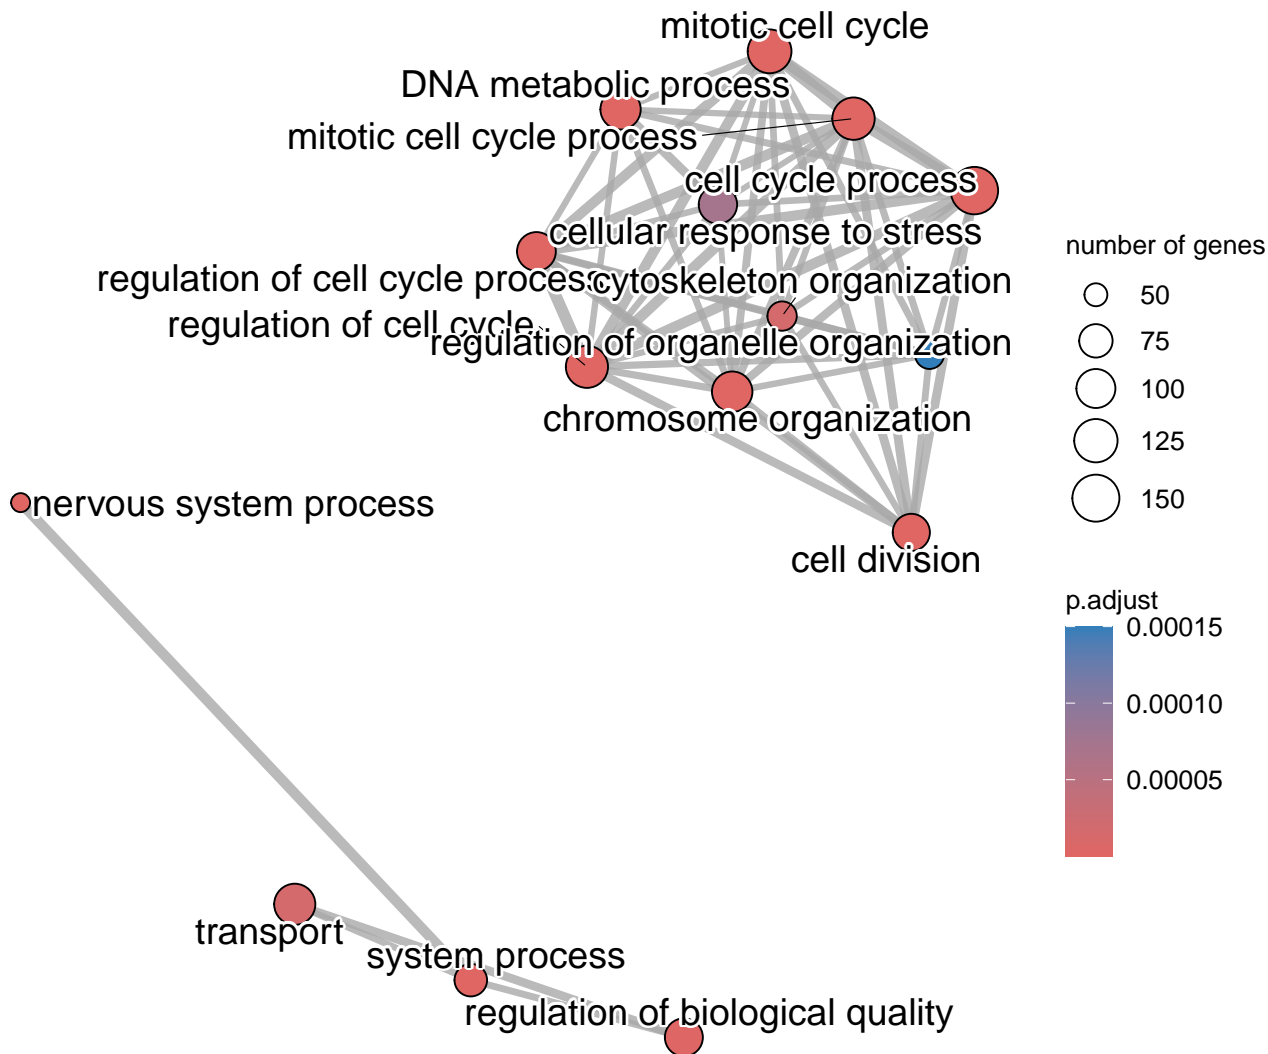 mitotic cell cycle
DNA metabolic process
mitotic cell cycle process
cell cycle process
cellular response to stress
regulation of cell cycle process
cytoskeleton organization
regulation of cell cycle
regulation of organelle organization
chromosome organization
nervous system process
cell division
transport
system process
regulation of biological quality
number of genes
50
75
100
125
150
p.adjust
0.00015
0.00010
0.00005